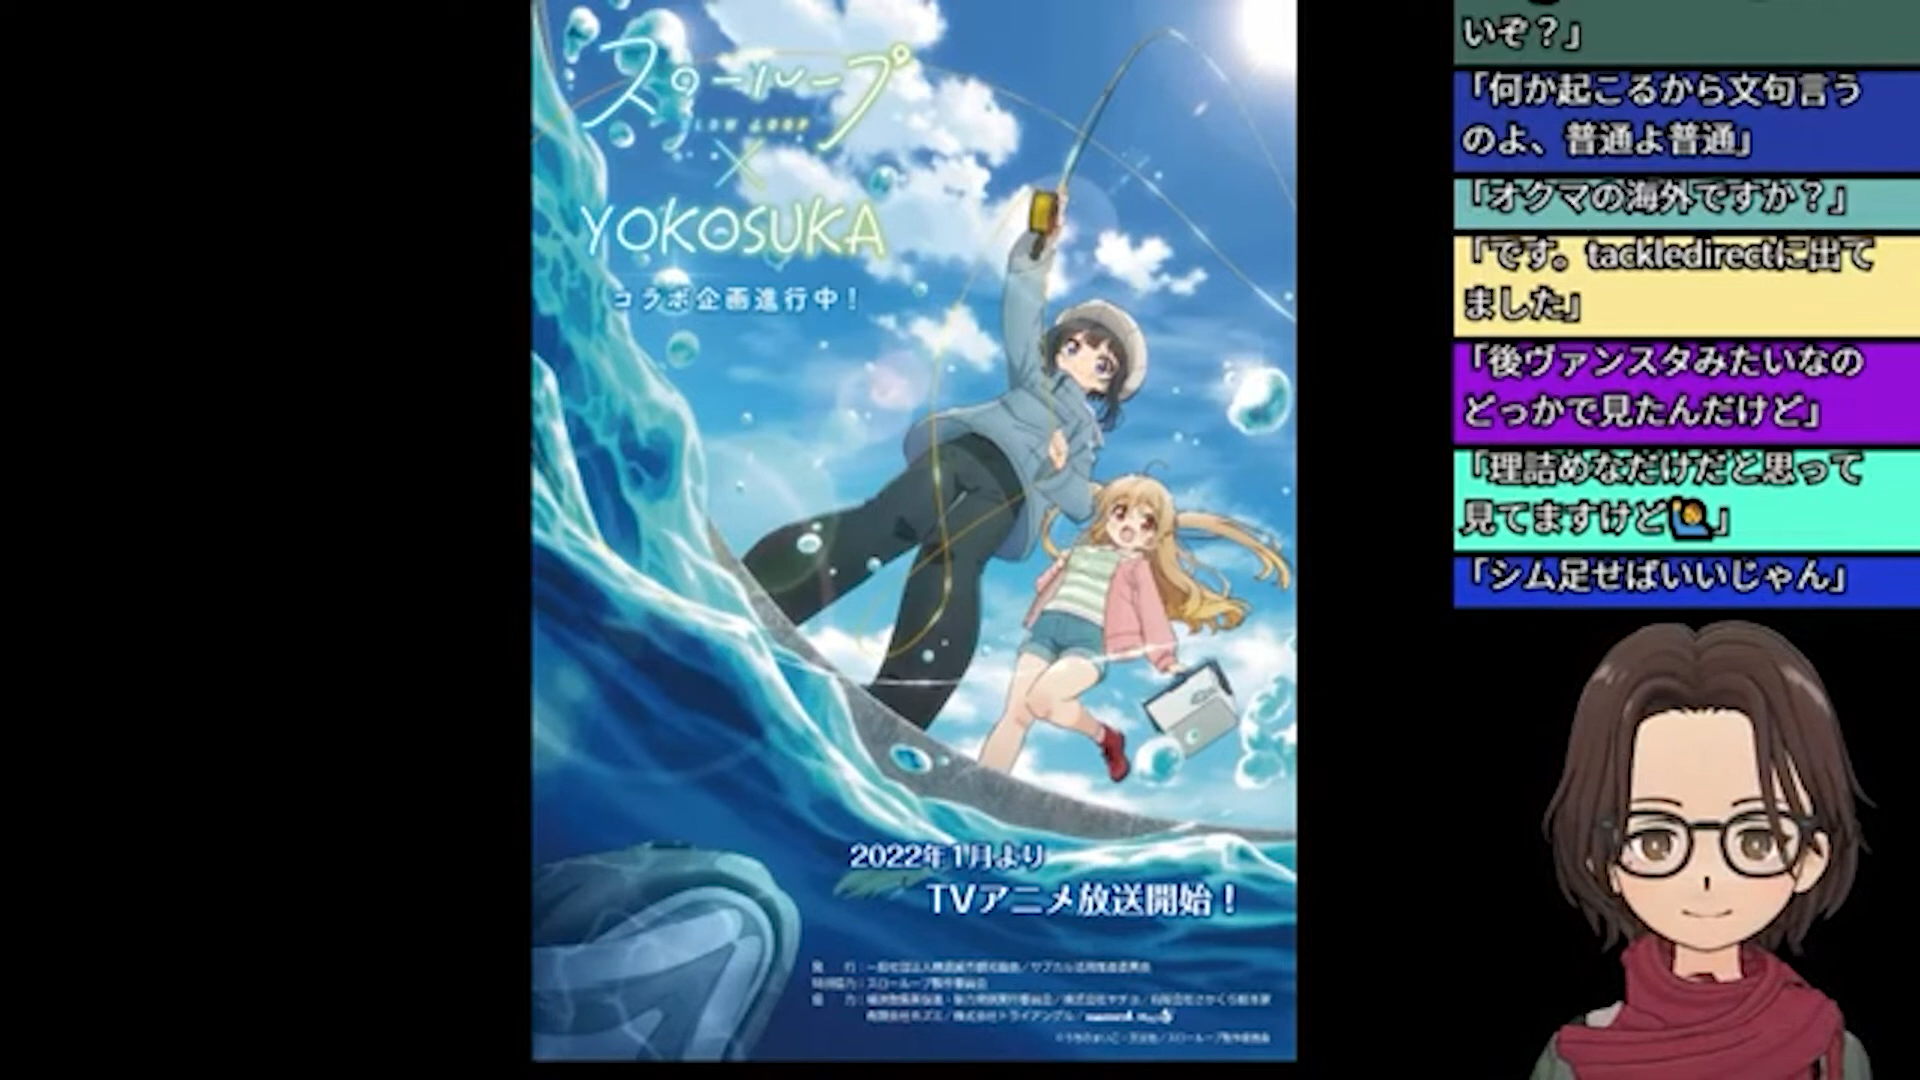 スローループ
SLOW LOOP
×
YOKOSUKA
コラボ企画進行中！
2022年1月より
TVアニメ放送開始！
いぞ？」
「何か起こるから文句言う
のよ、普通よ普通」
「オクマの海外ですか？」
「です。tackledirectに出て
ました」
「後ヴァンスタみたいなの
どっかで見たんだけど」
「理詰めなだけだと思って
見てますけど🙋」
「シム足せばいいじゃん」